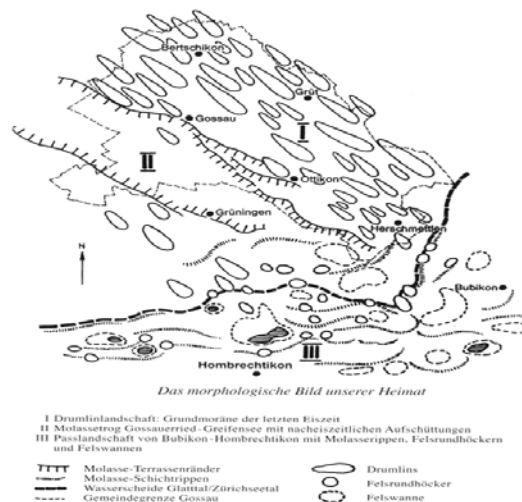 Bertschikon
Grüt
Gossau
I
II
Ottikon
Grüningen
Herschmettlen
N
Bubikon
III
Hombrechtikon
Das morphologische Bild unserer Heimat
I Drumlinlandschaft: Grundmoräne der letzten Eiszeit
II Molassetrog Gossauerried-Greifensee mit nacheiszeitlichen Aufschüttungen
III Passlandschaft von Bubikon-Hombrechtikon mit Molasserippen, Felsrundhöckern
und Felswannen
Molasse-Terrassenränder
Molasse-Schichtrippen
Wasserscheide Glatttal/Zürichseetal
Gemeindegrenze Gossau
Drumlins
Felsrundhöcker
Felswanne